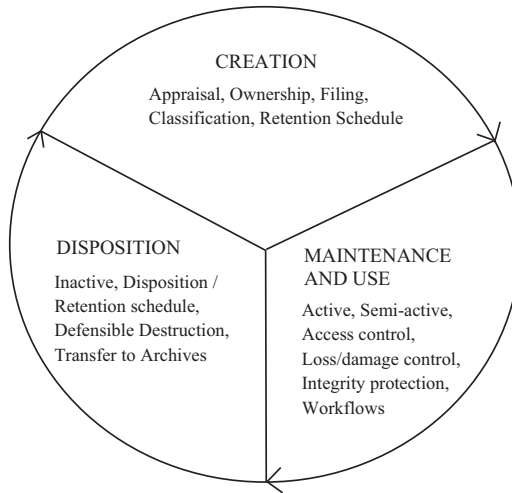 CREATION
Appraisal, Ownership, Filing,
Classification, Retention Schedule
DISPOSITION
Inactive, Disposition /
Retention schedule,
Defensible Destruction,
Transfer to Archives
MAINTENANCE
AND USE
Active, Semi-active,
Access control,
Loss/damage control,
Integrity protection,
Workflows